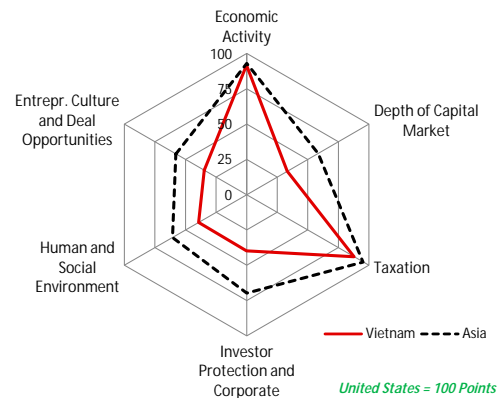 Economic
Activity
100
75
50
25
0
Depth of Capital
Market
Taxation
Investor
Protection and
Corporate
Human and
Social
Environment
Entrepr. Culture
and Deal
Opportunities
Vietnam
Asia
United States = 100 Points